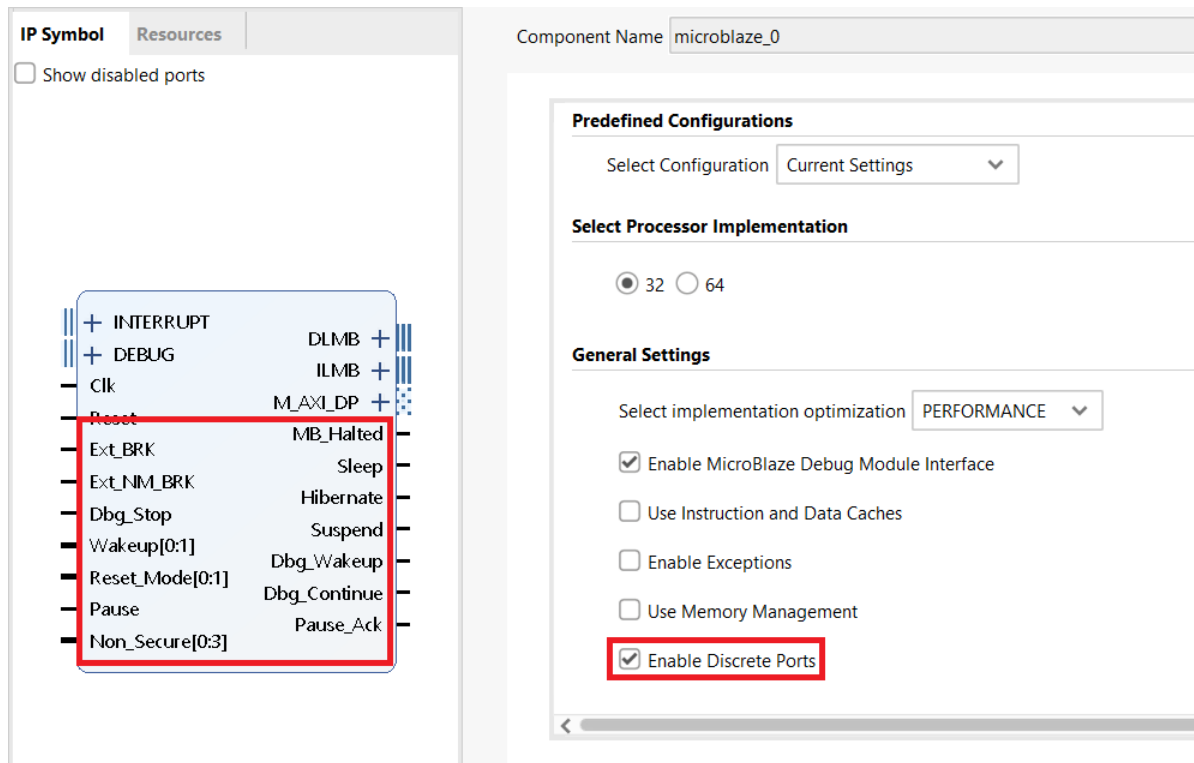 IP Symbol Resources
Show disabled ports
INTERRUPT
DEBUG
Clk
Reset
Ext_BRK
Ext_NM_BRK
Dbg_Stop
Wakeup[0:1]
Reset_Mode[0:1]
Pause
Non_Secure[0:3]
DLMB
ILMB
M_AXI_DP
MB_Halted
Sleep
Hibernate
Suspend
Dbg_Wakeup
Dbg_Continue
Pause_Ack
Component Name microblaze_0
Predefined Configurations
Select Configuration Current Settings
Select Processor Implementation
32 64
General Settings
Select implementation optimization PERFORMANCE
Enable MicroBlaze Debug Module Interface
Use Instruction and Data Caches
Enable Exceptions
Use Memory Management
Enable Discrete Ports